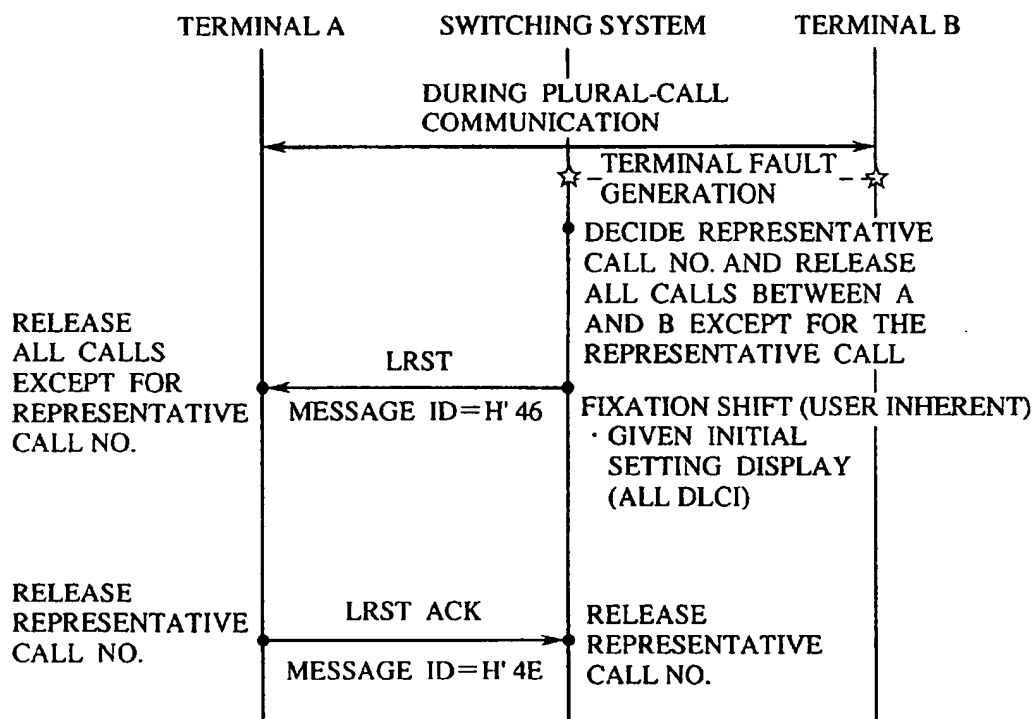 TERMINAL A
SWITCHING SYSTEM
TERMINAL B
DURING PLURAL-CALL
COMMUNICATION
TERMINAL FAULT
GENERATION
DECIDE REPRESENTATIVE
CALL NO. AND RELEASE
ALL CALLS BETWEEN A
AND B EXCEPT FOR THE
REPRESENTATIVE CALL
RELEASE
ALL CALLS
EXCEPT FOR
REPRESENTATIVE
CALL NO.
LRST
MESSAGE ID=H' 46
FIXATION SHIFT (USER INHERENT)
· GIVEN INITIAL
SETTING DISPLAY
(ALL DLCI)
RELEASE
REPRESENTATIVE
CALL NO.
LRST ACK
MESSAGE ID=H' 4E
RELEASE
REPRESENTATIVE
CALL NO.